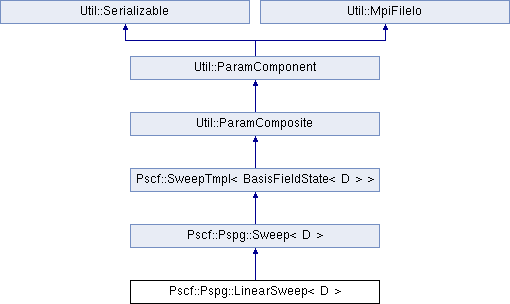 Util::Serializable
Util::MpiFileIo
Util::ParamComponent
Util::ParamComposite
Pscf::SweepTmpl< BasisFieldState< D > >
Pscf::Pspg::Sweep< D >
Pscf::Pspg::LinearSweep< D >